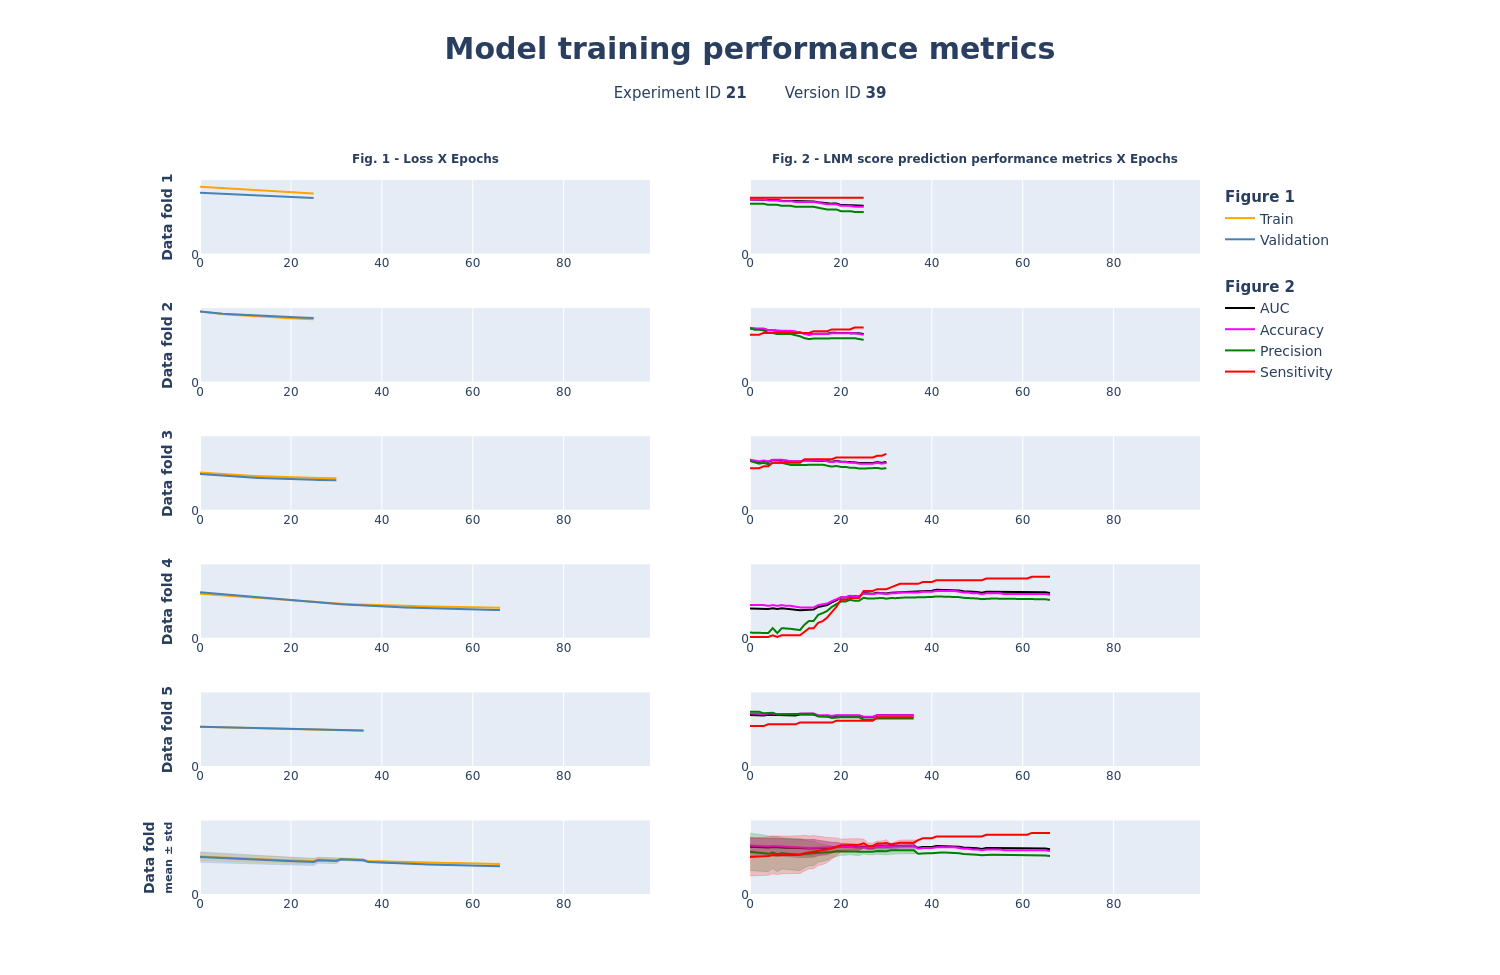 Model training performance metrics
Experiment ID 21 Version ID 39
Fig. 1 - Loss X Epochs
Fig. 2 - LNM score prediction performance metrics X Epochs
Data fold 1
0
0 20 40 60 80
0
0 20 40 60 80
Figure 1
Train
Validation
Figure 2
AUC
Accuracy
Precision
Sensitivity
Data fold 2
0
0 20 40 60 80
0
0 20 40 60 80
Data fold 3
0
0 20 40 60 80
0
0 20 40 60 80
Data fold 4
0
0 20 40 60 80
0
0 20 40 60 80
Data fold 5
0
0 20 40 60 80
0
0 20 40 60 80
Data fold
mean ± std
0
0 20 40 60 80
0
0 20 40 60 80